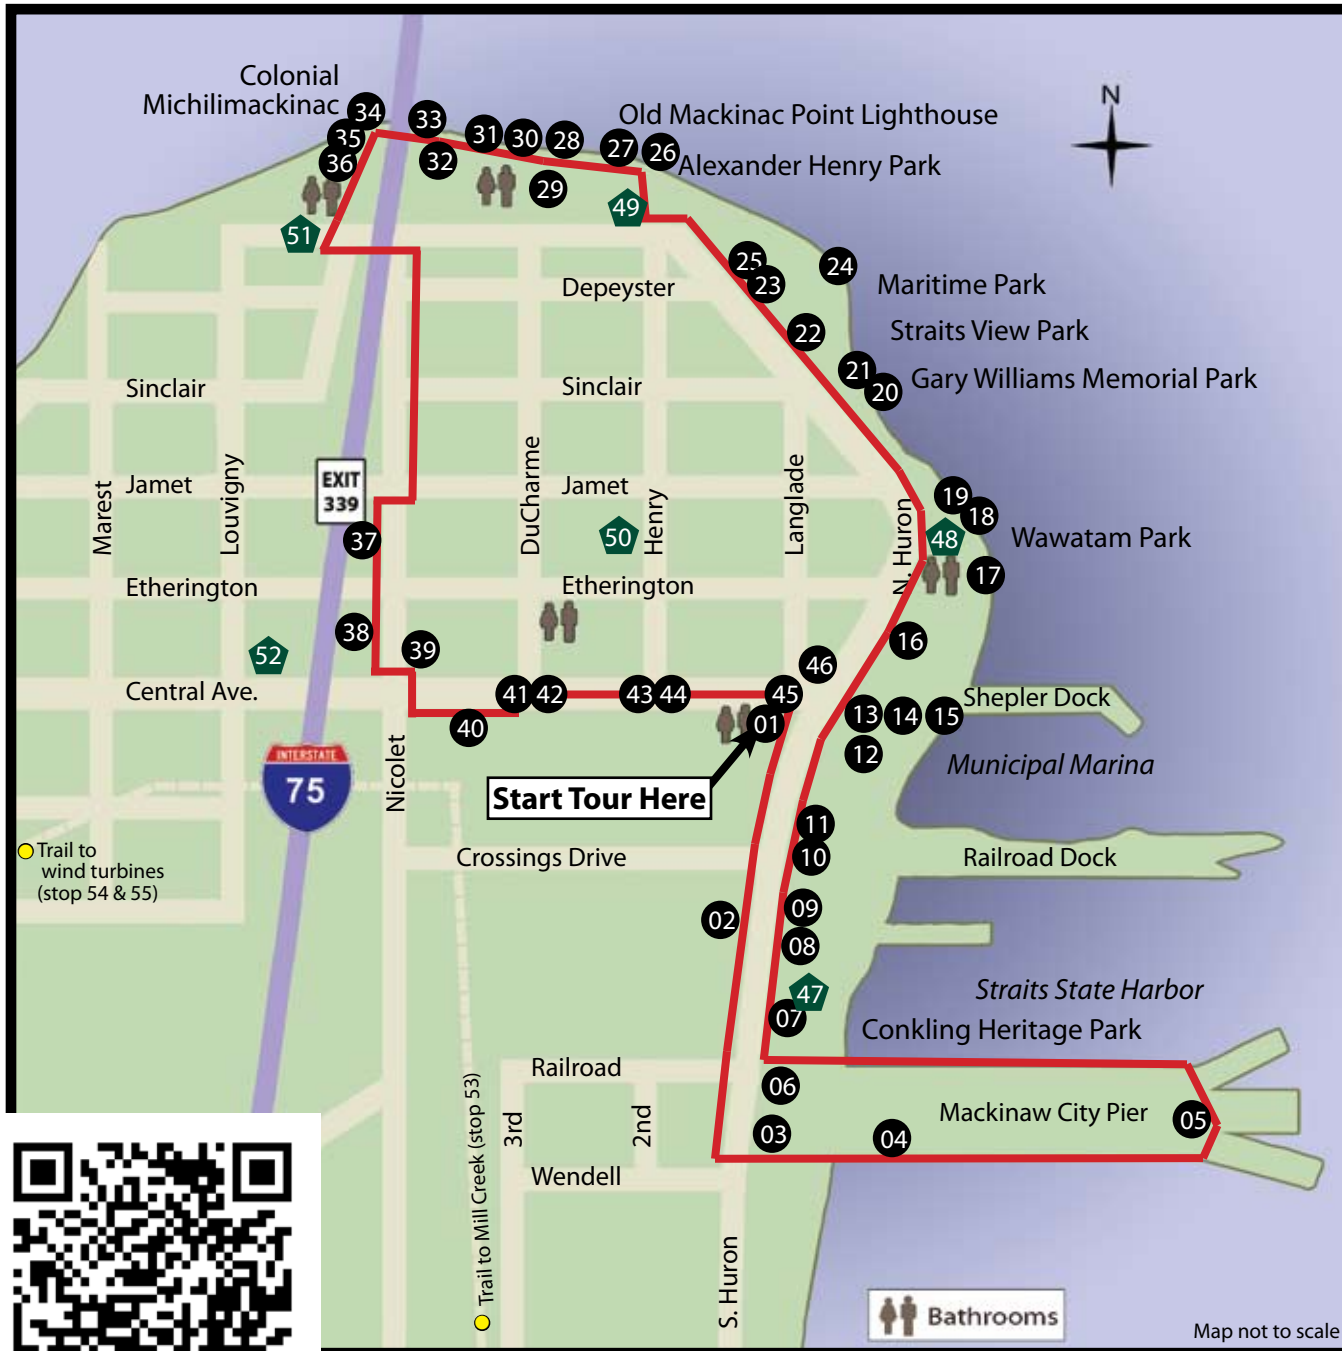 Colonial
Michilimackinac
34
33
35
36
32
31
30
28
29
27
26
Old Mackinac Point Lighthouse
Alexander Henry Park
N
49
51
25
23
24
Depeyster
Maritime Park
22
Straits View Park
21
20
Gary Williams Memorial Park
Sinclair
Sinclair
EXIT
339
Jamet
Jamet
Marest
Louvigny
DuCharme
Henry
Langlade
N. Huron
19
18
48
Wawatam Park
17
37
50
Etherington
Etherington
38
39
52
16
46
Central Ave.
41
42
43
44
45
01
40
13
14
15
Shepler Dock
12
Municipal Marina
INTERSTATE
75
Nicolet
Start Tour Here
11
10
Crossings Drive
Railroad Dock
Trail to
wind turbines
(stop 54 & 55)
02
09
08
47
07
Straits State Harbor
Conkling Heritage Park
Railroad
06
3rd
2nd
03
04
Mackinaw City Pier
05
Wendell
Trail to Mill Creek (stop 53)
S. Huron
Bathrooms
Map not to scale